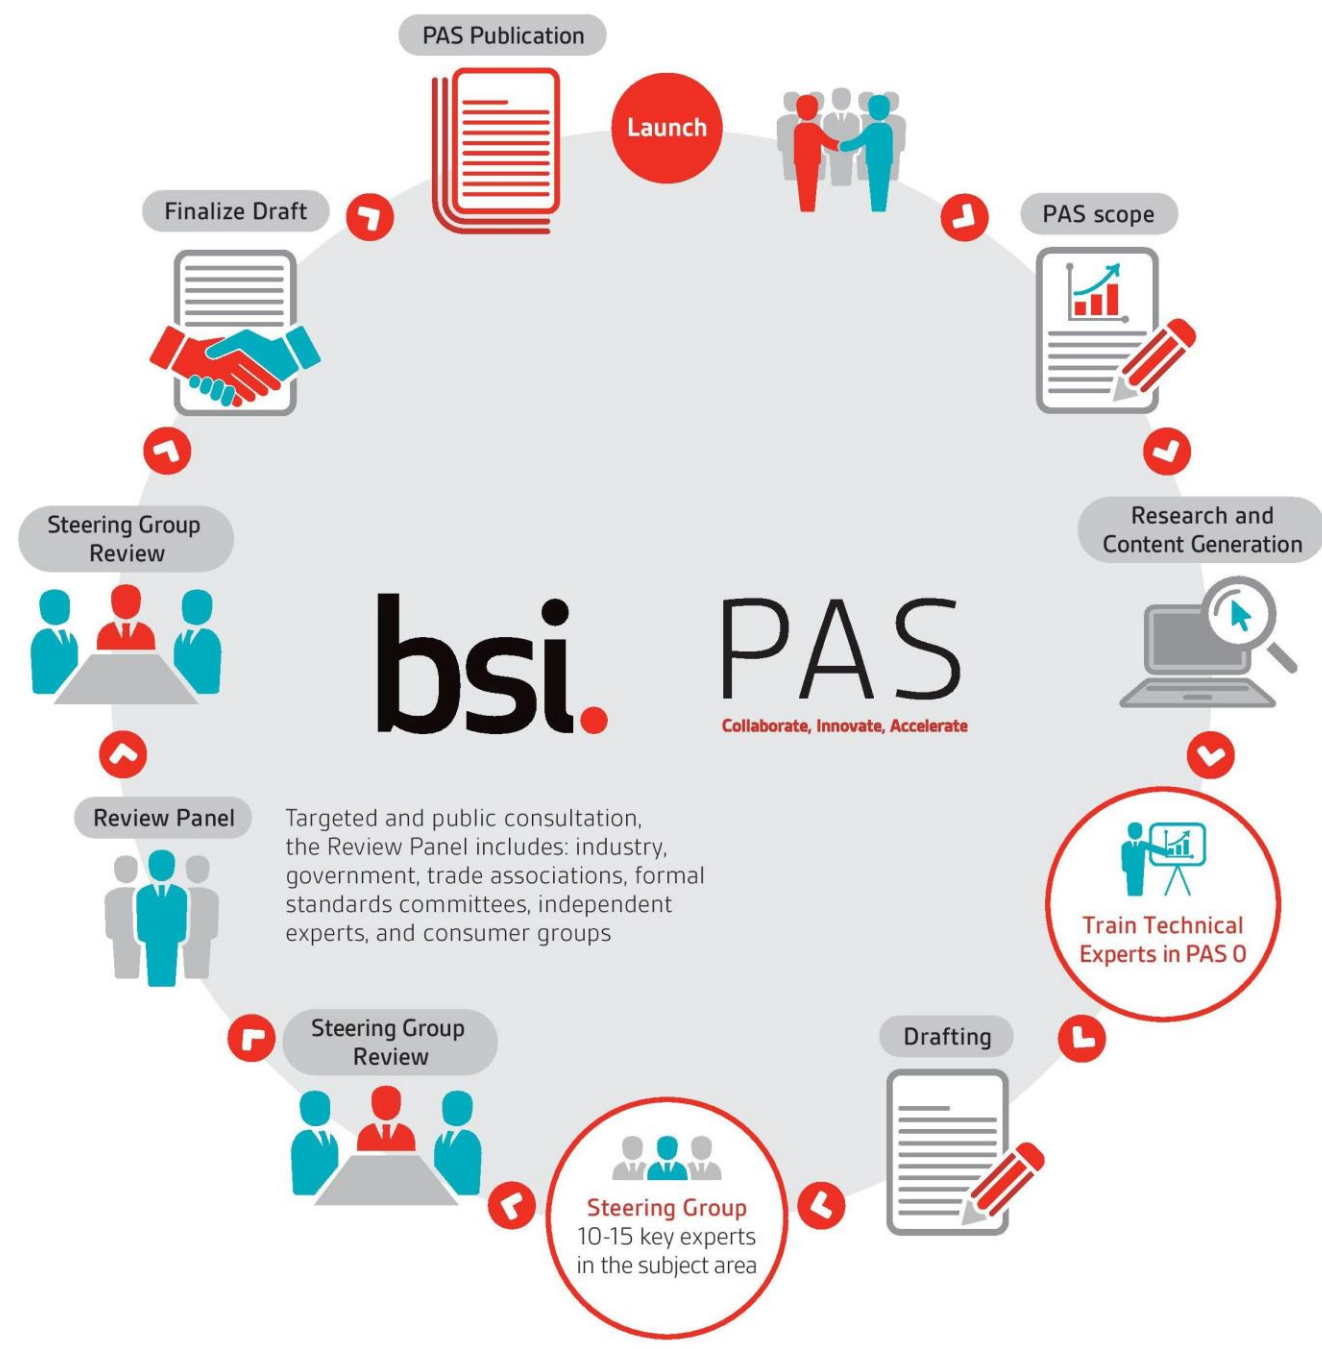 PAS Publication
Launch
PAS scope
Research and
Content Generation
Train Technical
Experts in PAS 0
Drafting
Steering Group
10-15 key experts
in the subject area
Steering Group
Review
Review Panel
Targeted and public consultation,
the Review Panel includes: industry,
government, trade associations, formal
standards committees, independent
experts, and consumer groups
Steering Group
Review
Finalize Draft
bsi.
PAS
Collaborate, Innovate, Accelerate